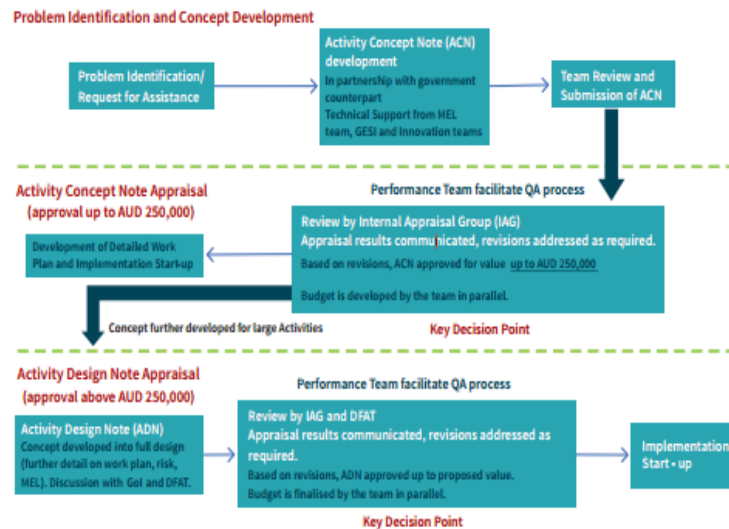 Problem Identification and Concept Development
Problem Identification/
Request for Assistance
Activity Concept Note (ACN)
development
In partnership with government
counterpart
Technical Support from MEL
team, GESI and Innovation teams
Team Review and
Submission of ACN
Activity Concept Note Appraisal
(approval up to AUD 250,000)
Performance Team facilitate QA process
Review by Internal Appraisal Group (IAG)
Appraisal results communicated, revisions addressed as required.
Based on revisions, ACN approved for value up to AUD 250,000
Budget is developed by the team in parallel.
Development of Detailed Work
Plan and Implementation Start-up
Concept further developed for large Activities
Key Decision Point
Activity Design Note Appraisal
(approval above AUD 250,000)
Performance Team facilitate QA process
Activity Design Note (ADN)
Concept developed into full design
(further detail on work plan, risk,
MEL). Discussion with GoI and DFAT.
Review by IAG and DFAT
Appraisal results communicated, revisions addressed as
required.
Based on revisions, ADN approved up to proposed value.
Budget is finalised by the team in parallel.
Implementation
Start - up
Key Decision Point